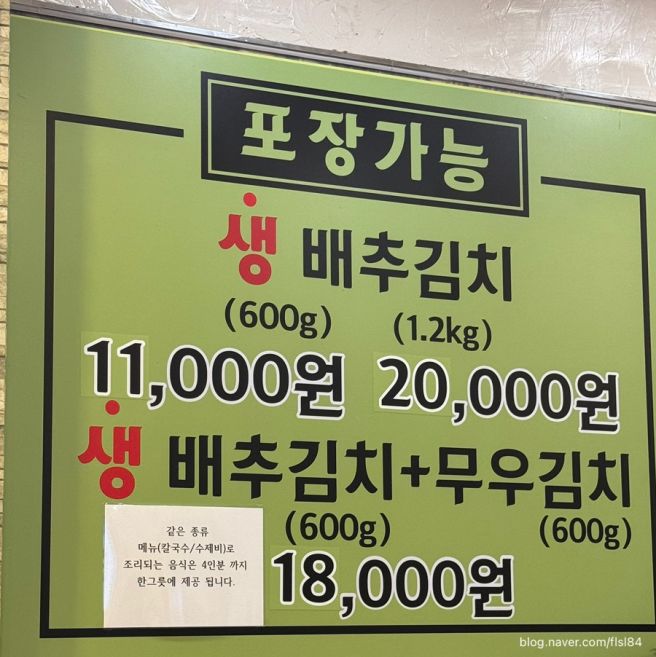 포장가능
생 배추김치
(600g) (1.2kg)
11,000원 20,000원
생 배추김치+무우김치
(600g) (600g)
18,000원
같은 종류
메뉴(칼국수/수제비)로
조리되는 음식은 4인분 까지
한그릇에 제공 됩니다.
blog.naver.com/flsl84